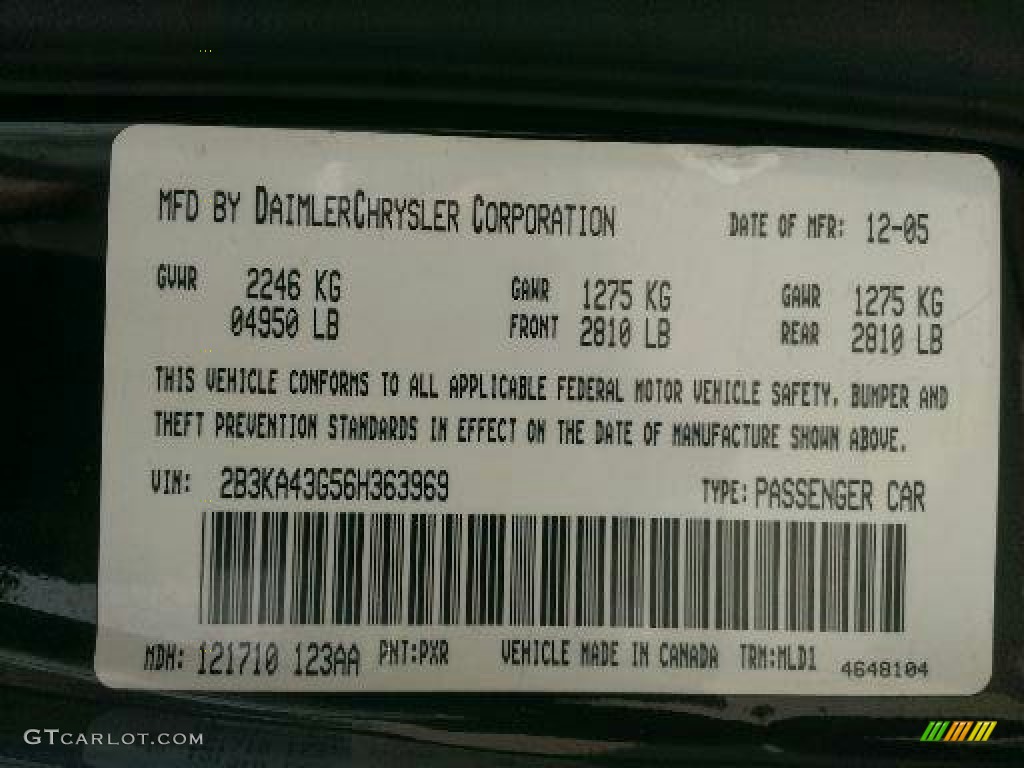 MFD BY DAIMLERCHRYSLER CORPORATION DATE OF MFR: 12-05
GVWR 2246 KG GAWR 1275 KG GAWR 1275 KG
04950 LB FRONT 2810 LB REAR 2810 LB
THIS VEHICLE CONFORMS TO ALL APPLICABLE FEDERAL MOTOR VEHICLE SAFETY, BUMPER AND
THEFT PREVENTION STANDARDS IN EFFECT ON THE DATE OF MANUFACTURE SHOWN ABOVE.
VIN: 2B3KA43G56H363969 TYPE: PASSENGER CAR
MDH: 121710 123AA PNT:PXR VEHICLE MADE IN CANADA TRM:MLD1 4648104
GTCARLOT.COM